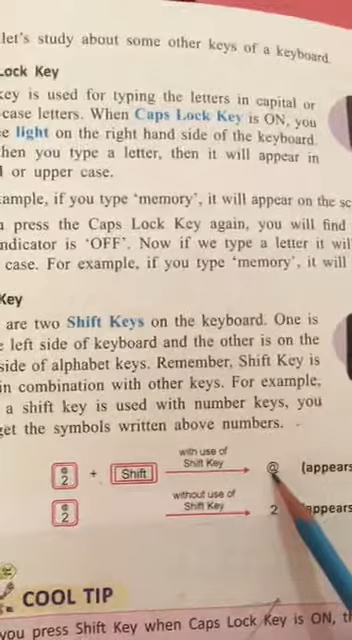 let's study about some other keys of a keyboard.
Lock Key
key is used for typing the letters in capital or
case letters. When Caps Lock Key is ON, you
light on the right hand side of the keyboard.
hen you type a letter, then it will appear in
or upper case.
ample, if you type 'memory', it will appear on the sc
press the Caps Lock Key again, you will find
ndicator is 'OFF'. Now if we type a letter it wil
case. For example, if you type 'memory', it will
Key
are two Shift Keys on the keyboard. One is
left side of keyboard and the other is on the
side of alphabet keys. Remember, Shift Key is
in combination with other keys. For example,
a shift key is used with number keys, you
get the symbols written above numbers.
@ 2 + Shift with use of Shift Key @ (appears
@ 2 without use of Shift Key 2 appears
COOL TIP
you press Shift Key when Caps Lock Key is ON, t